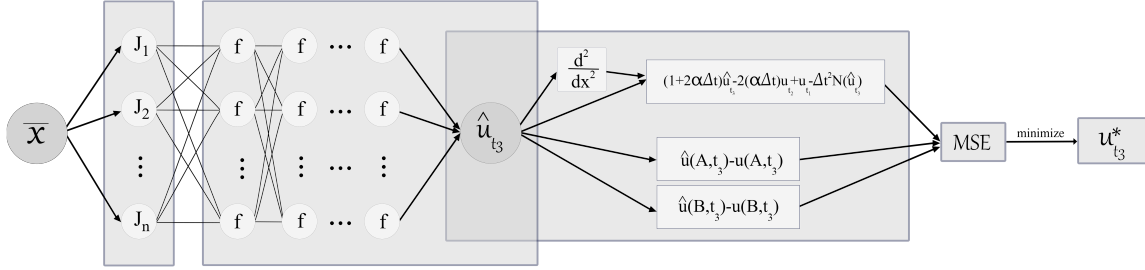 x̅
J₁
J₂
⋮
Jₙ
f f ... f
f f ... f
⋮ ⋮ ... ⋮
f f ... f
û_t₃
d²/dx²
(1+2αΔt)û_t₃-2(αΔt)u_t₂+u_t₁-Δt²N(û_t₃)
û(A,t₃)-u(A,t₃)
û(B,t₃)-u(B,t₃)
MSE
minimize
u*_t₃